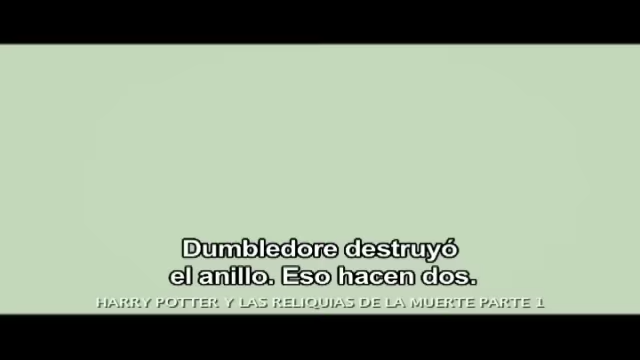 Dumbledore destruyó
el anillo. Eso hacen dos.
HARRY POTTER Y LAS RELIQUIAS DE LA MUERTE PARTE 1